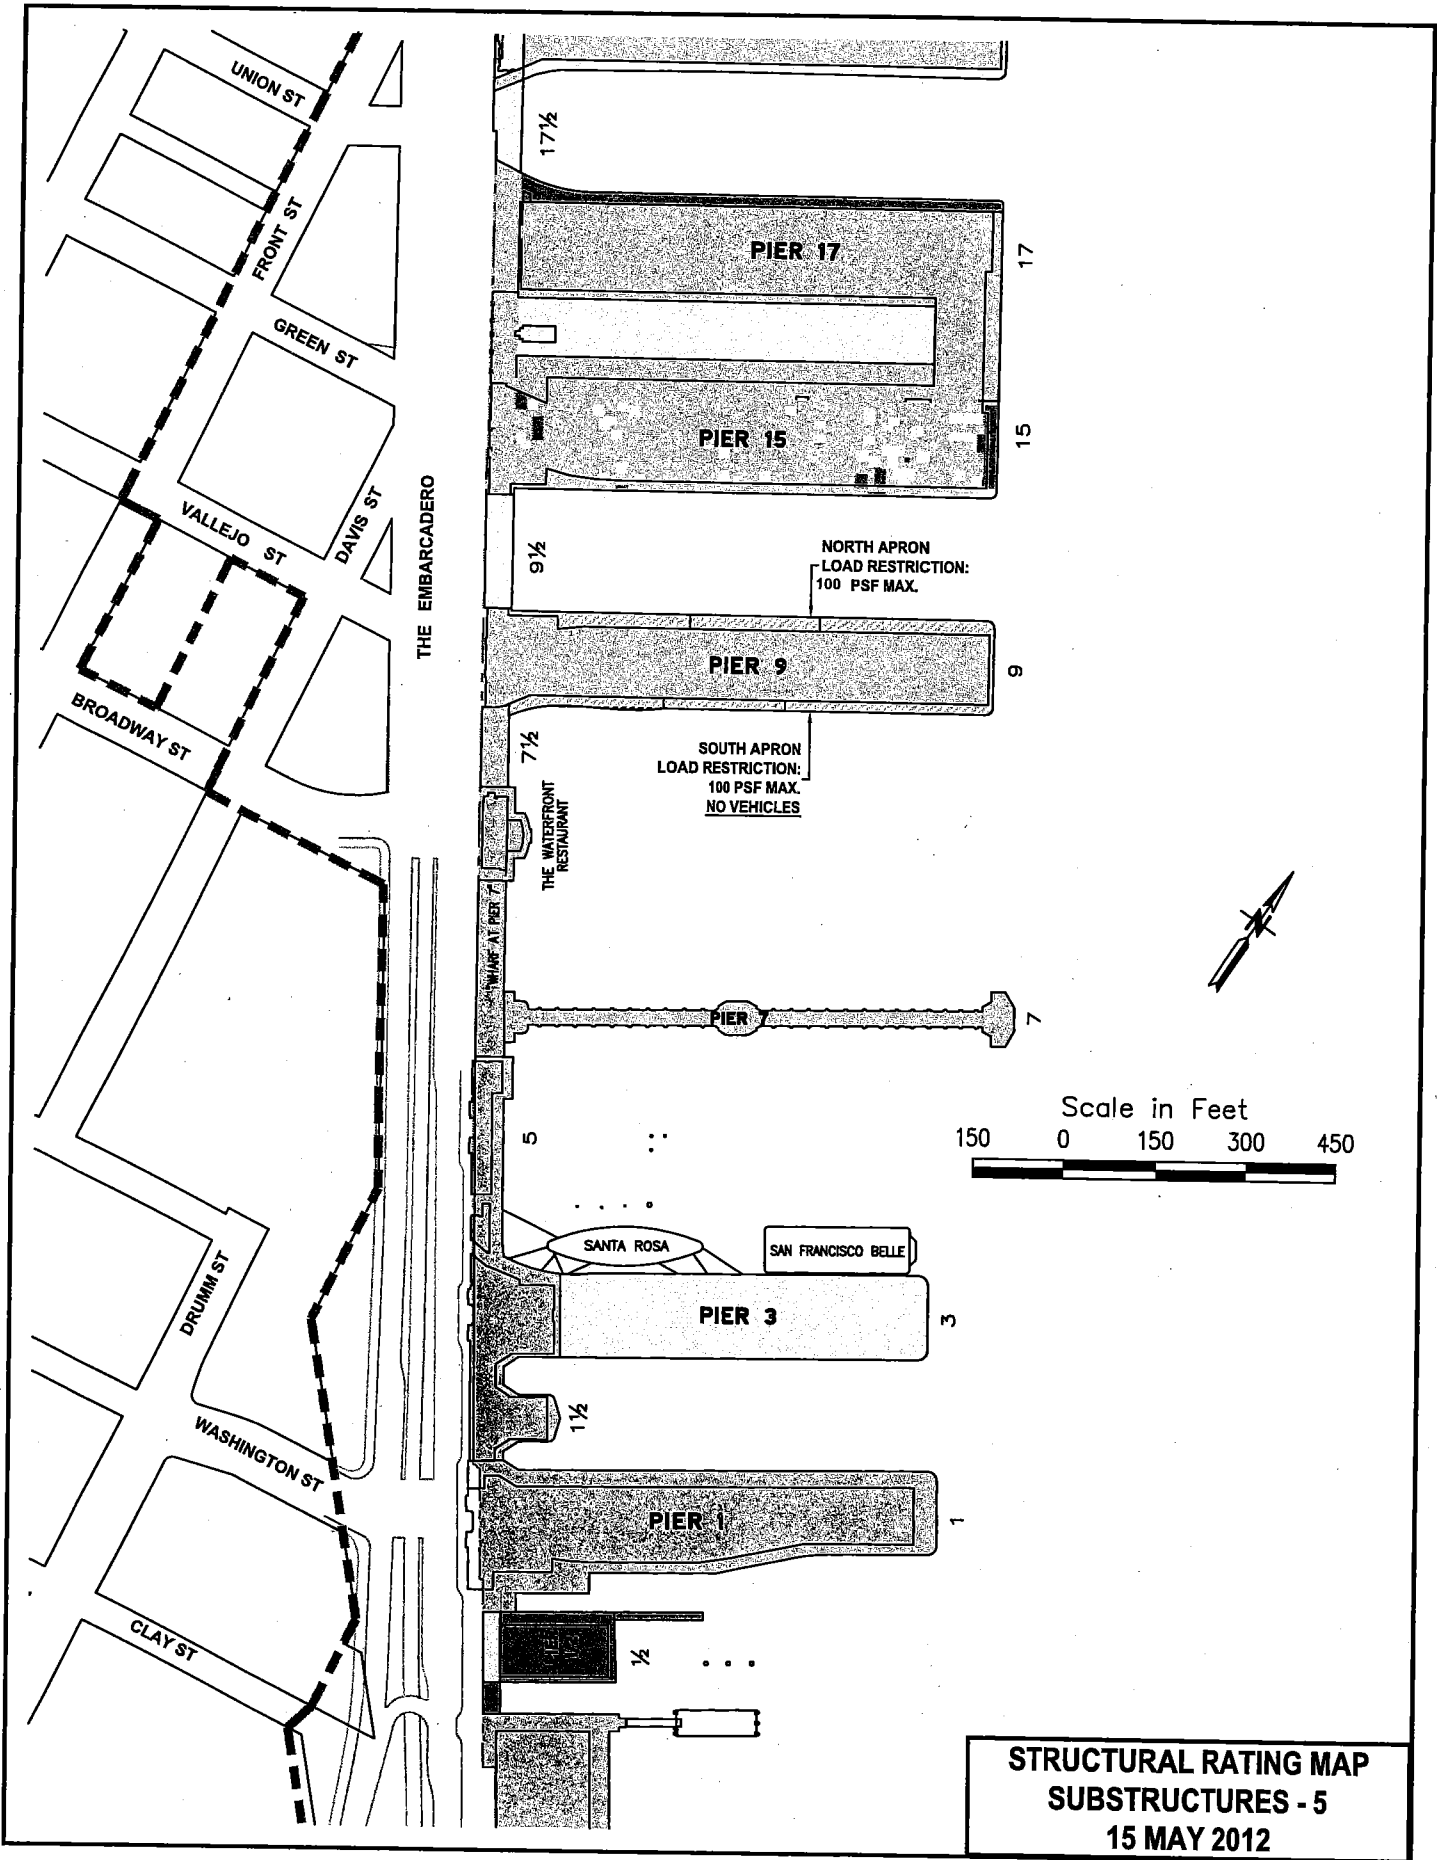 UNION ST
17½
FRONT ST
PIER 17
17
GREEN ST
PIER 15
15
VALLEJO ST
DAVIS ST
THE EMBARCADERO
9½
NORTH APRON
LOAD RESTRICTION:
100 PSF MAX.
PIER 9
9
BROADWAY ST
7½
SOUTH APRON
LOAD RESTRICTION:
100 PSF MAX.
NO VEHICLES
THE WATERFRONT
RESTAURANT
WHARF AT PIER 7
N
PIER 7
7
Scale in Feet
150 0 150 300 450
5
SANTA ROSA
SAN FRANCISCO BELLE
DRUMM ST
PIER 3
3
1½
WASHINGTON ST
PIER 1
1
CLAY ST
½
STRUCTURAL RATING MAP
SUBSTRUCTURES - 5
15 MAY 2012